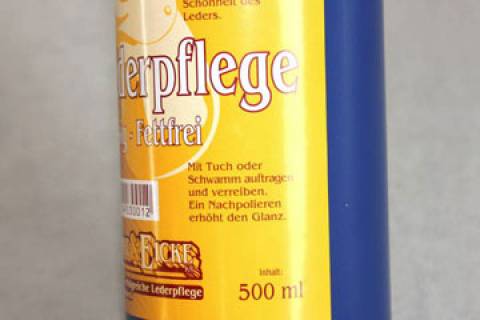 Schönheit des
Leders.
derpflege
g - Fettfrei
Mit Tuch oder
Schwamm auftragen
und verreiben.
Ein Nachpolieren
erhöht den Glanz.
& EICKE
Lederpflege
Inhalt:
500 ml